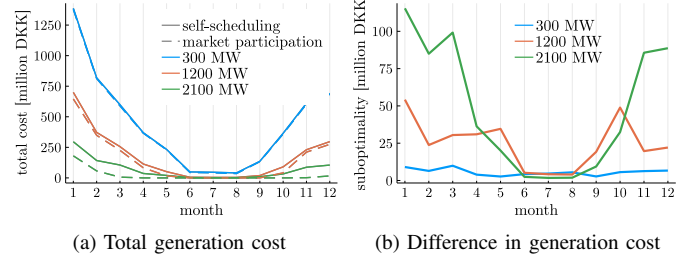 total cost [million DKK]
1250
1000
750
500
250
0
self-scheduling
market participation
300 MW
1200 MW
2100 MW
1 2 3 4 5 6 7 8 9 10 11 12
month
(a) Total generation cost
suboptimality [million DKK]
100
75
50
25
0
300 MW
1200 MW
2100 MW
1 2 3 4 5 6 7 8 9 10 11 12
month
(b) Difference in generation cost